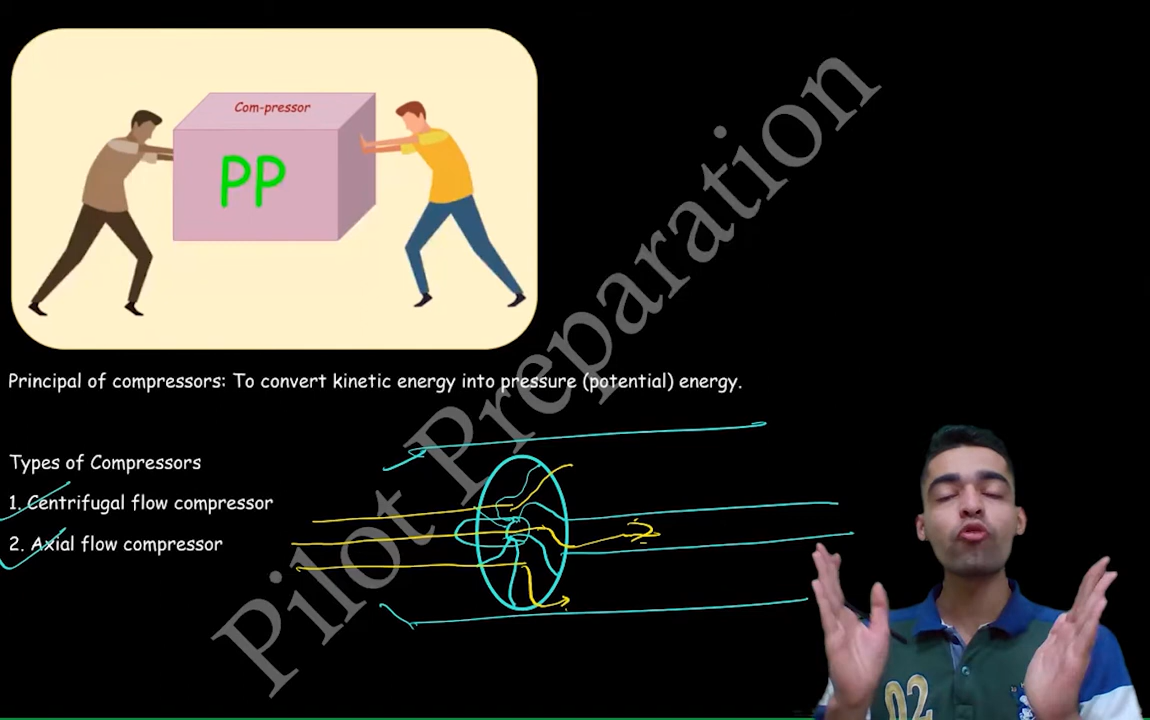 Com-pressor
PP
Principal of compressors: To convert kinetic energy into pressure (potential) energy.
Types of Compressors
1. Centrifugal flow compressor
2. Axial flow compressor
Pilot Preparation
02